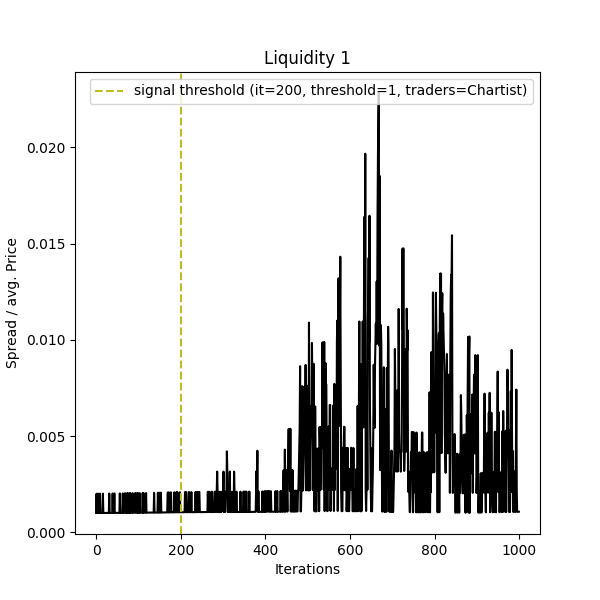 Liquidity 1
signal threshold (it=200, threshold=1, traders=Chartist)
0.020
0.015
0.010
0.005
0.000
Spread / avg. Price
0 200 400 600 800 1000
Iterations